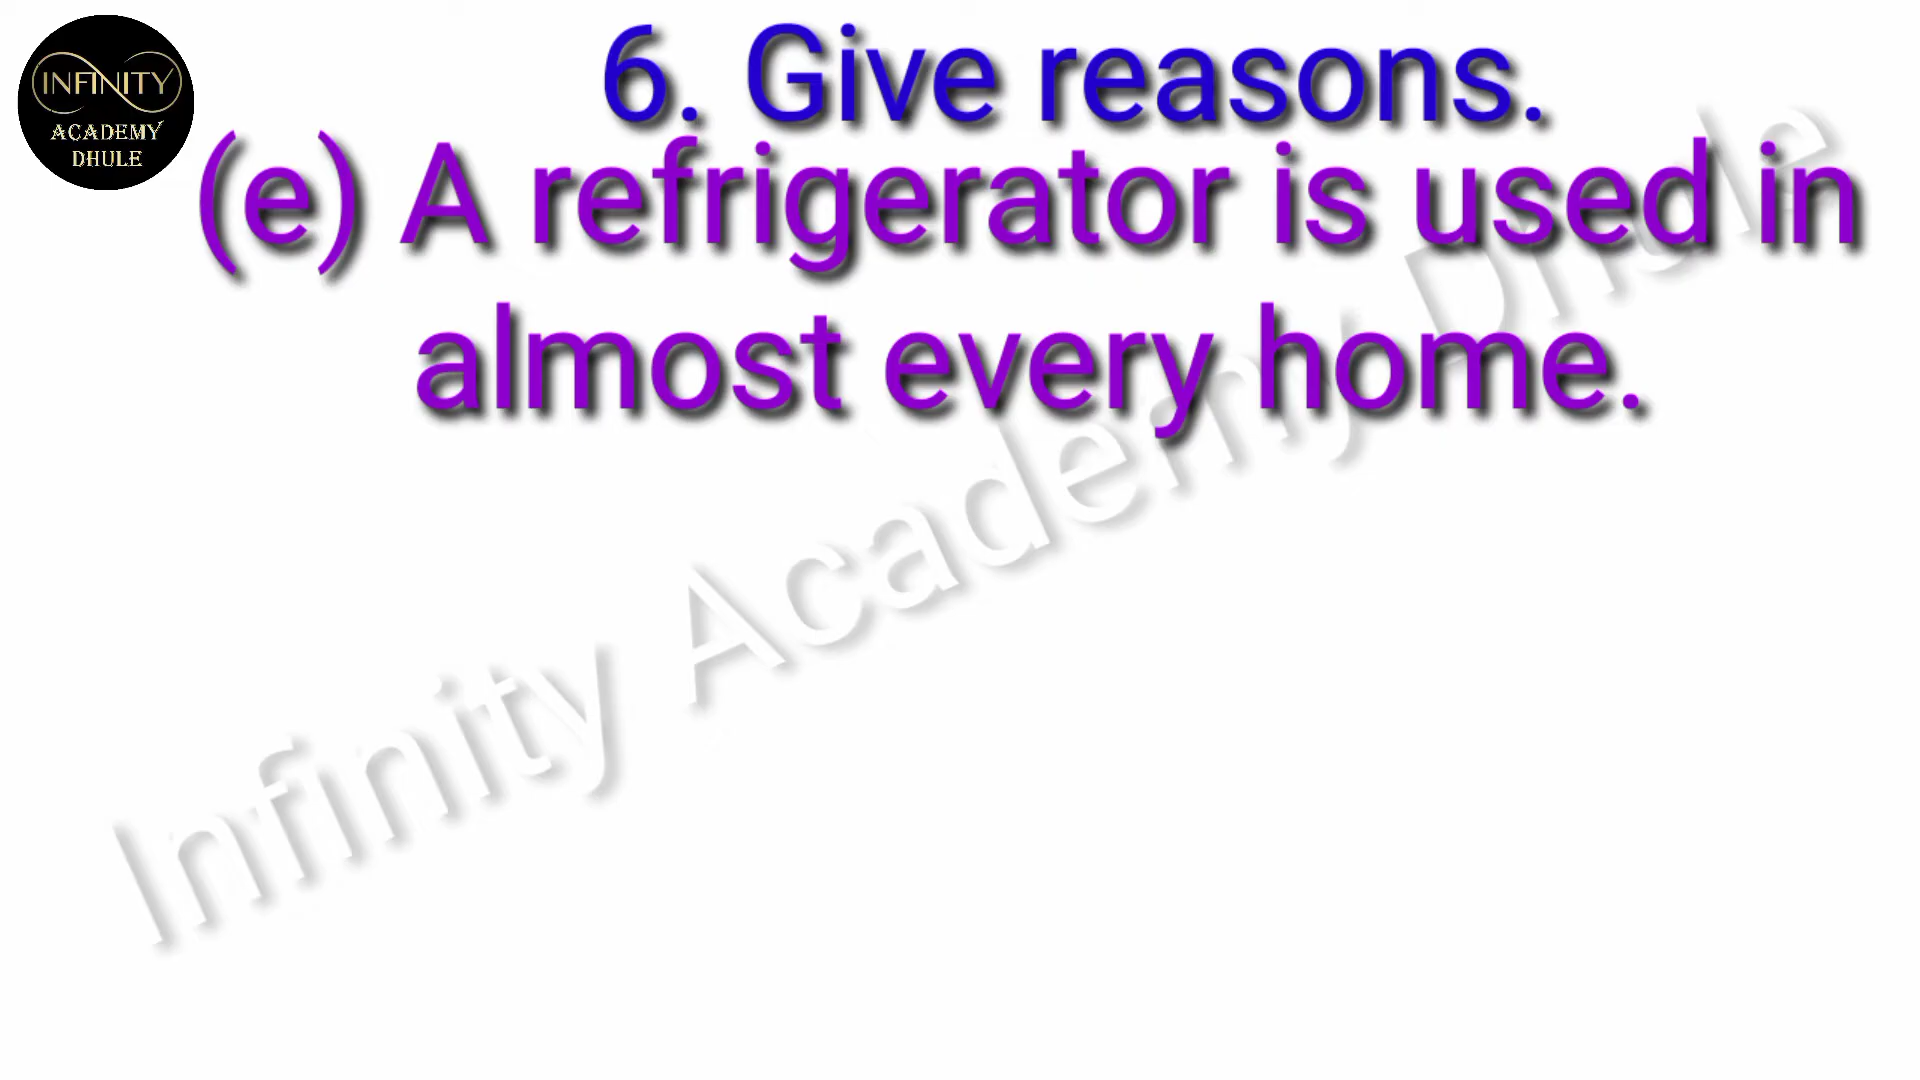 INFINITY
ACADEMY
DHULE
6. Give reasons.
(e) A refrigerator is used in
almost every home.
Infinity Academy Dhule